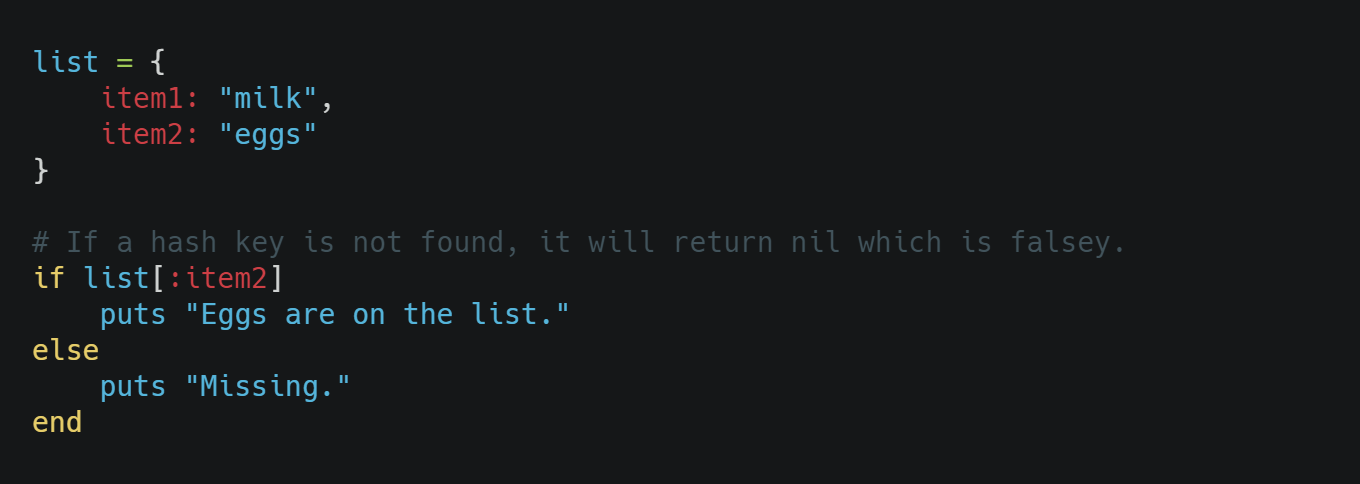 list = {
    item1: "milk",
    item2: "eggs"
}

# If a hash key is not found, it will return nil which is falsey.
if list[:item2]
    puts "Eggs are on the list."
else
    puts "Missing."
end